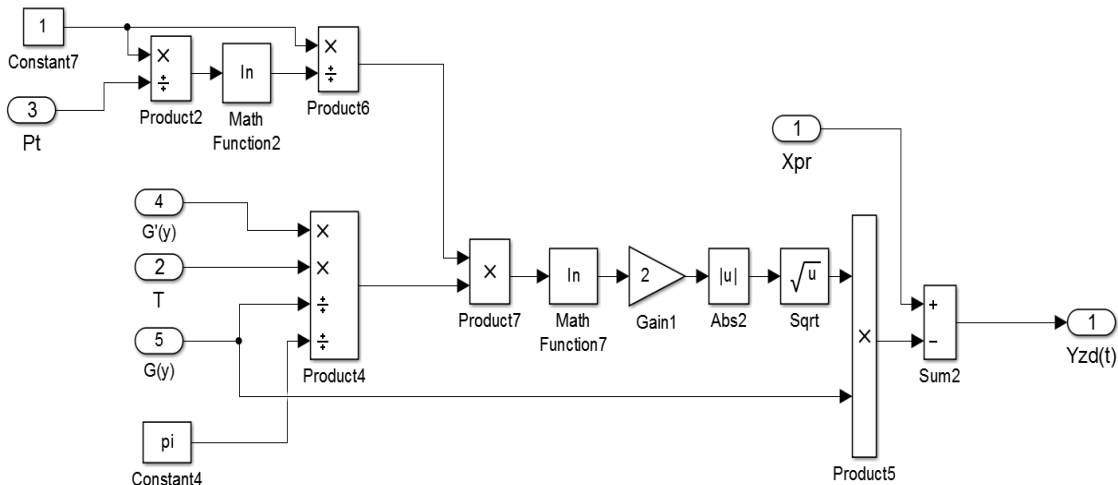 1
Constant7
×
÷
Product2
ln
Math
Function2
×
÷
Product6
3
Pt
1
Xpr
4
G'(y)
2
T
5
G(y)
×
×
÷
÷
Product4
pi
Constant4
×
Product7
ln
Math
Function7
2
Gain1
|u|
Abs2
√u
Sqrt
×
Product5
+
−
Sum2
1
Yzd(t)